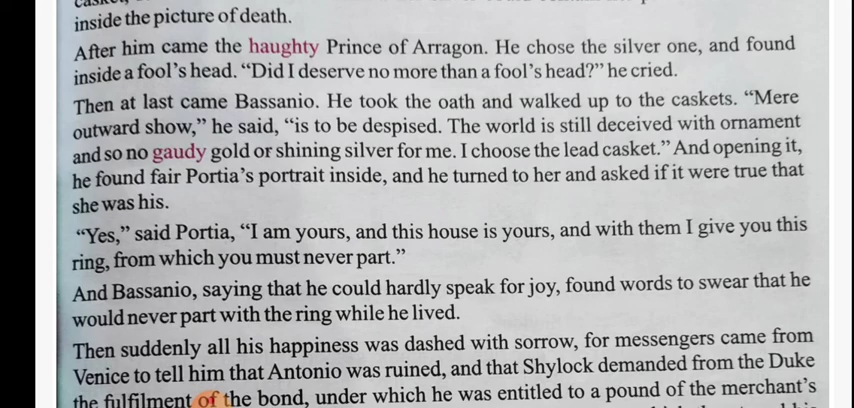 inside the picture of death.
After him came the haughty Prince of Arragon. He chose the silver one, and found
inside a fool's head. “Did I deserve no more than a fool's head?” he cried.
Then at last came Bassanio. He took the oath and walked up to the caskets. “Mere
outward show,” he said, “is to be despised. The world is still deceived with ornament
and so no gaudy gold or shining silver for me. I choose the lead casket.” And opening it,
he found fair Portia's portrait inside, and he turned to her and asked if it were true that
she was his.
“Yes,” said Portia, “I am yours, and this house is yours, and with them I give you this
ring, from which you must never part.”
And Bassanio, saying that he could hardly speak for joy, found words to swear that he
would never part with the ring while he lived.
Then suddenly all his happiness was dashed with sorrow, for messengers came from
Venice to tell him that Antonio was ruined, and that Shylock demanded from the Duke
the fulfilment of the bond, under which he was entitled to a pound of the merchant's